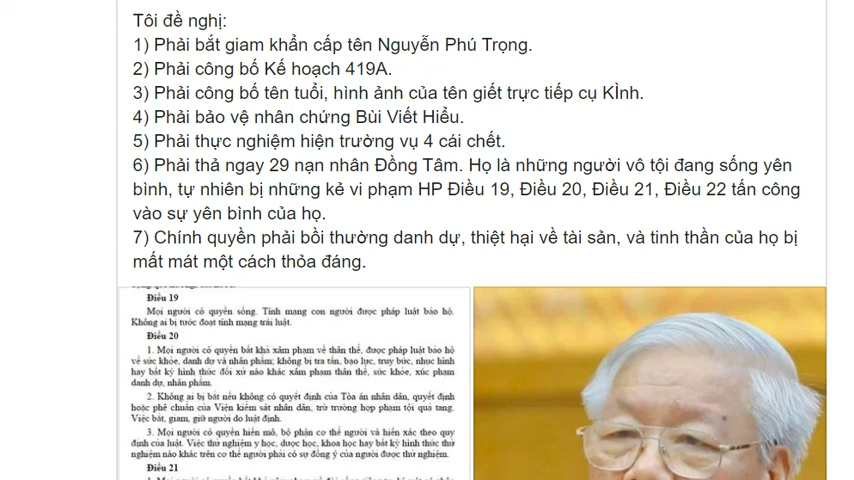 Tôi đề nghị:
1) Phải bắt giam khẩn cấp tên Nguyễn Phú Trọng.
2) Phải công bố Kế hoạch 419A.
3) Phải công bố tên tuổi, hình ảnh của tên giết trực tiếp cụ KÌnh.
4) Phải bảo vệ nhân chứng Bùi Viết Hiểu.
5) Phải thực nghiệm hiện trường vụ 4 cái chết.
6) Phải thả ngay 29 nạn nhân Đồng Tâm. Họ là những người vô tội đang sống yên
bình, tự nhiên bị những kẻ vi phạm HP Điều 19, Điều 20, Điều 21, Điều 22 tấn công
vào sự yên bình của họ.
7) Chính quyền phải bồi thường danh dự, thiệt hại về tài sản, và tinh thần của họ bị
mất mát một cách thỏa đáng.
Điều 19
Mọi người có quyền sống. Tính mạng con người được pháp luật bảo hộ.
Không ai bị tước đoạt tính mạng trái luật.
Điều 20
1. Mọi người có quyền bất khả xâm phạm về thân thể, được pháp luật bảo hộ
về sức khỏe, danh dự và nhân phẩm; không bị tra tấn, bạo lực, truy bức, nhục hình
hay bất kỳ hình thức đối xử nào khác xâm phạm thân thể, sức khỏe, xúc phạm
danh dự, nhân phẩm.
2. Không ai bị bắt nếu không có quyết định của Tòa án nhân dân, quyết định
hoặc phê chuẩn của Viện kiểm sát nhân dân, trừ trường hợp phạm tội quả tang.
Việc bắt, giam, giữ người do luật định.
3. Mọi người có quyền hiến mô, bộ phận cơ thể người và hiến xác theo quy
định của luật. Việc thử nghiệm y học, dược học, khoa học hay bất kỳ hình thức thử
nghiệm nào khác trên cơ thể người phải có sự đồng ý của người được thử nghiệm.
Điều 21